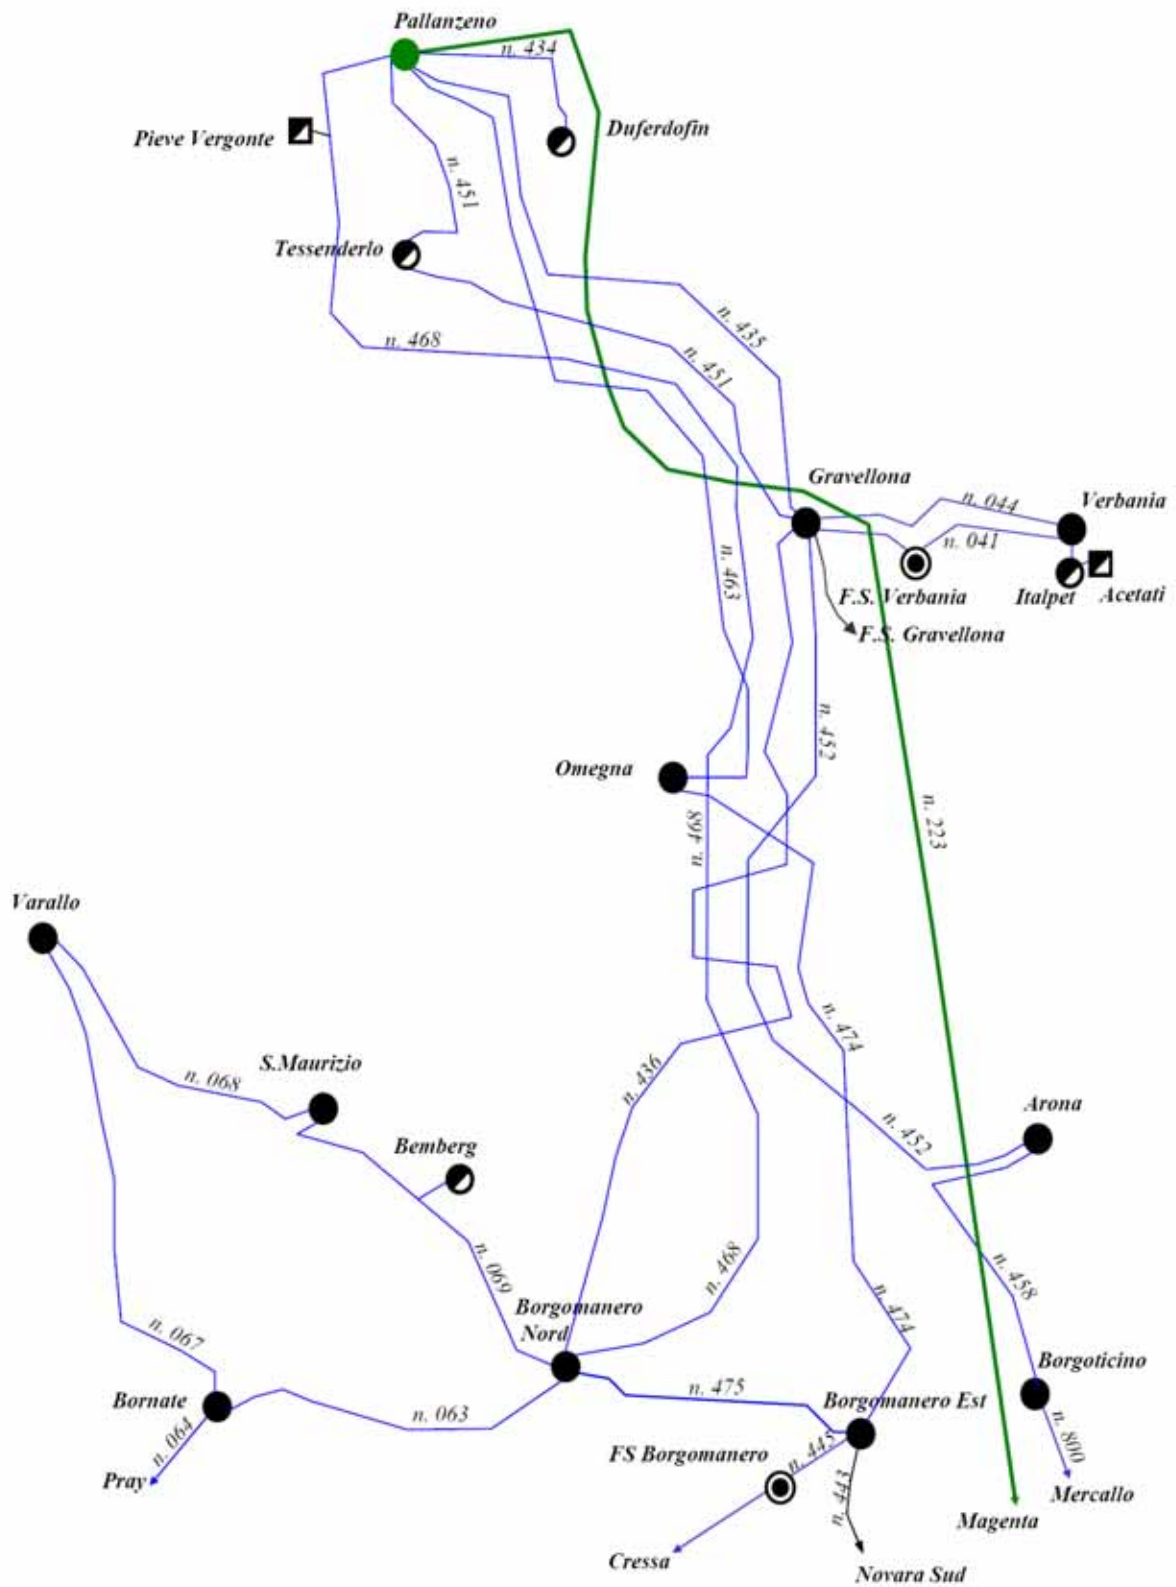 Pallanzeno
n. 434
Pieve Vergonte
Duferdofin
n. 451
Tessenderlo
n. 435
n. 468
n. 451
Gravellona
n. 044
Verbania
n. 041
n. 463
F.S. Verbania
Italpet
Acetati
F.S. Gravellona
n. 452
Omegna
n. 468
n. 223
Varallo
n. 474
S.Maurizio
n. 068
n. 436
Arona
n. 452
Bemberg
n. 069
n. 468
n. 458
n. 474
Borgomanero
Nord
n. 067
Borgoticino
n. 475
Bornate
n. 063
Borgomanero Est
n. 064
n. 800
FS Borgomanero
n. 445
n. 443
Pray
Mercallo
Magenta
Cressa
Novara Sud